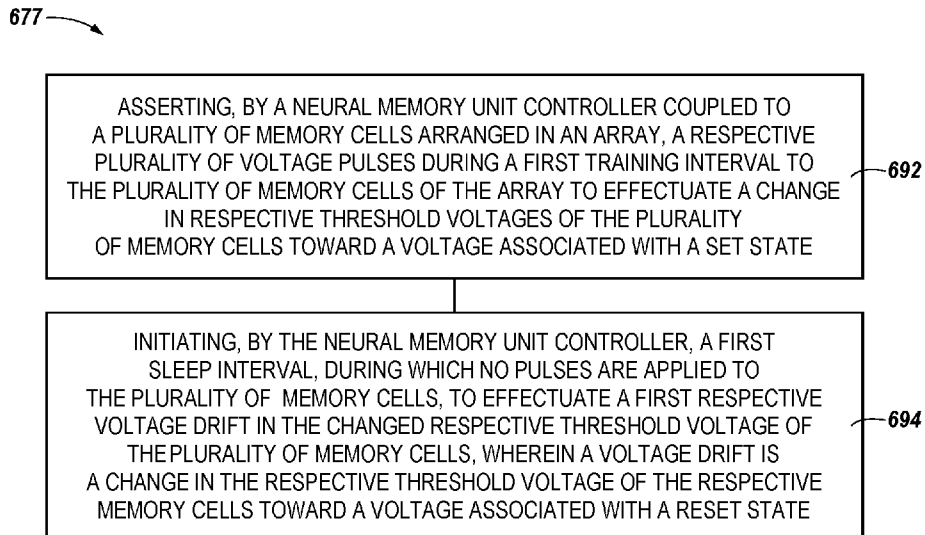 677
ASSERTING, BY A NEURAL MEMORY UNIT CONTROLLER COUPLED TO
A PLURALITY OF MEMORY CELLS ARRANGED IN AN ARRAY, A RESPECTIVE
PLURALITY OF VOLTAGE PULSES DURING A FIRST TRAINING INTERVAL TO
THE PLURALITY OF MEMORY CELLS OF THE ARRAY TO EFFECTUATE A CHANGE
IN RESPECTIVE THRESHOLD VOLTAGES OF THE PLURALITY
OF MEMORY CELLS TOWARD A VOLTAGE ASSOCIATED WITH A SET STATE
692
INITIATING, BY THE NEURAL MEMORY UNIT CONTROLLER, A FIRST
SLEEP INTERVAL, DURING WHICH NO PULSES ARE APPLIED TO
THE PLURALITY OF MEMORY CELLS, TO EFFECTUATE A FIRST RESPECTIVE
VOLTAGE DRIFT IN THE CHANGED RESPECTIVE THRESHOLD VOLTAGE OF
THE PLURALITY OF MEMORY CELLS, WHEREIN A VOLTAGE DRIFT IS
A CHANGE IN THE RESPECTIVE THRESHOLD VOLTAGE OF THE RESPECTIVE
MEMORY CELLS TOWARD A VOLTAGE ASSOCIATED WITH A RESET STATE
694